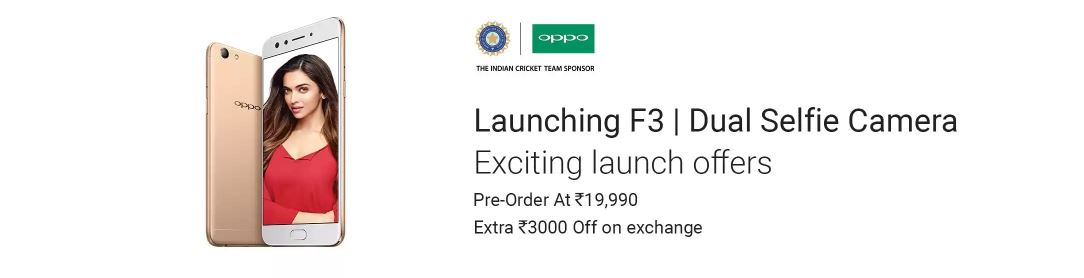 oppo
oppo
THE INDIAN CRICKET TEAM SPONSOR
Launching F3 | Dual Selfie Camera
Exciting launch offers
Pre-Order At ₹19,990
Extra ₹3000 Off on exchange